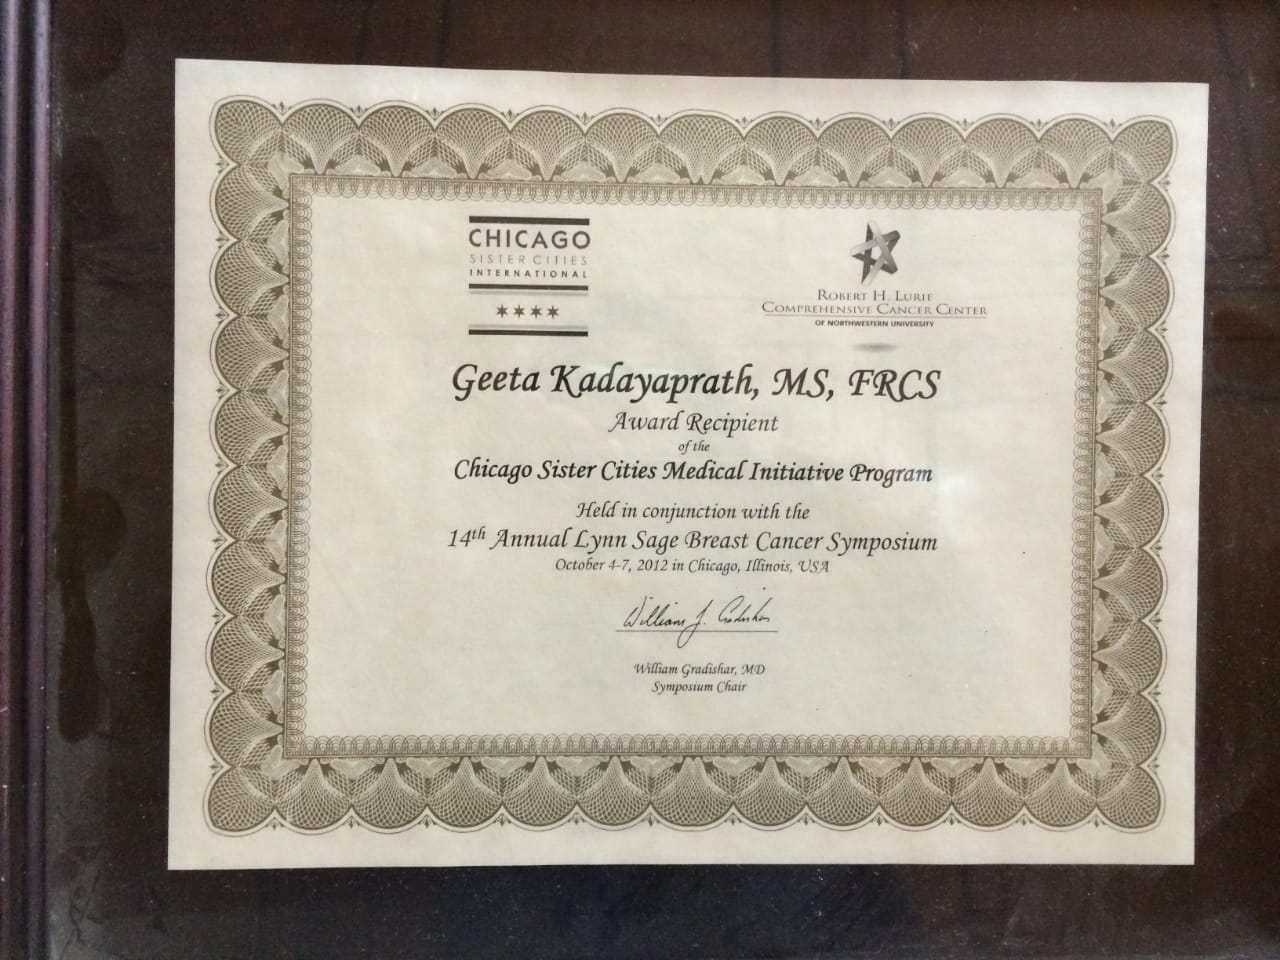 CHICAGO
SISTER CITIES
INTERNATIONAL
ROBERT H. LURIE
COMPREHENSIVE CANCER CENTER
OF NORTHWESTERN UNIVERSITY
Geeta Kadayaprath, MS, FRCS
Award Recipient
of the
Chicago Sister Cities Medical Initiative Program
Held in conjunction with the
14th Annual Lynn Sage Breast Cancer Symposium
October 4-7, 2012 in Chicago, Illinois, USA
William J. Gradishar
William Gradishar, MD
Symposium Chair